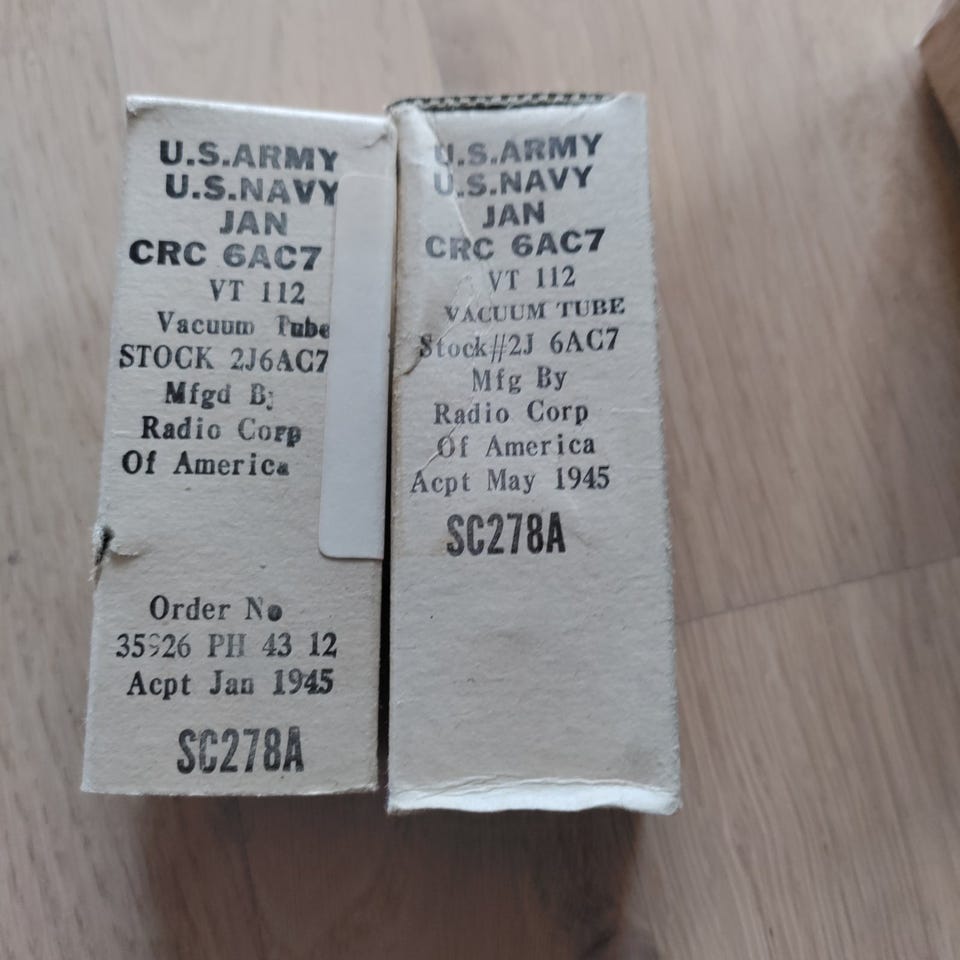 U.S.ARMY
U.S.NAVY
JAN
CRC 6AC7
VT 112
Vacuum Tube
STOCK 2J6AC7
Mfgd By
Radio Corp
Of America
Order No
35926 PH 43 12
Acpt Jan 1945
SC278A
U.S.ARMY
U.S.NAVY
JAN
CRC 6AC7
VT 112
VACUUM TUBE
Stock#2J 6AC7
Mfg By
Radio Corp
Of America
Acpt May 1945
SC278A